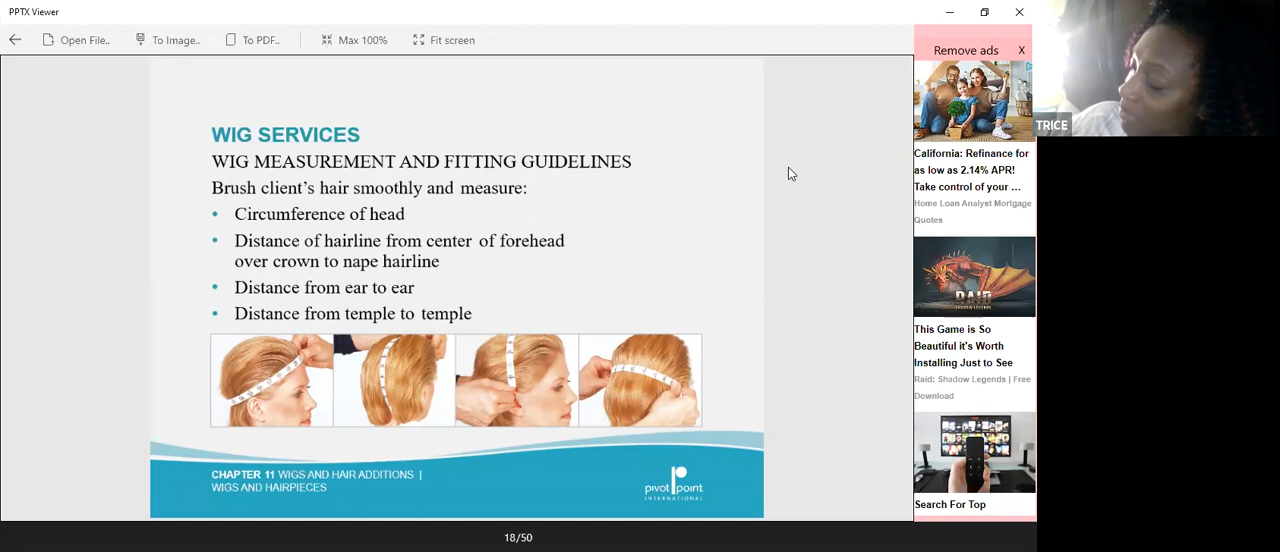 PPTX Viewer
Open File..
To Image..
To PDF..
Max 100%
Fit screen
Remove ads
X
TRICE
WIG SERVICES
WIG MEASUREMENT AND FITTING GUIDELINES
Brush client's hair smoothly and measure:
• Circumference of head
• Distance of hairline from center of forehead
over crown to nape hairline
• Distance from ear to ear
• Distance from temple to temple
CHAPTER 11 WIGS AND HAIR ADDITIONS |
WIGS AND HAIRPIECES
pivot point
INTERNATIONAL
California: Refinance for
as low as 2.14% APR!
Take control of your ...
Home Loan Analyst Mortgage
Quotes
RAID
This Game is So
Beautiful it's Worth
Installing Just to See
Raid: Shadow Legends | Free
Download
Search For Top
18/50